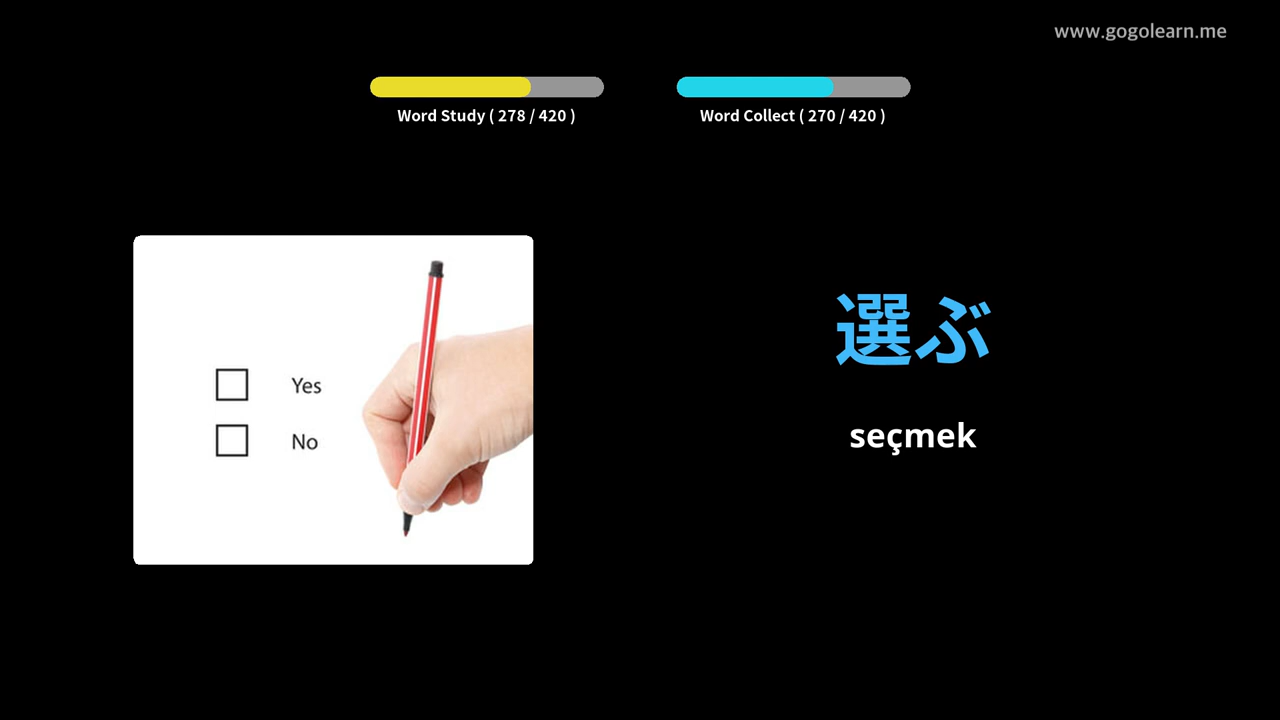 www.gogolearn.me
Word Study ( 278 / 420 )
Word Collect ( 270 / 420 )
Yes
No
選ぶ
seçmek